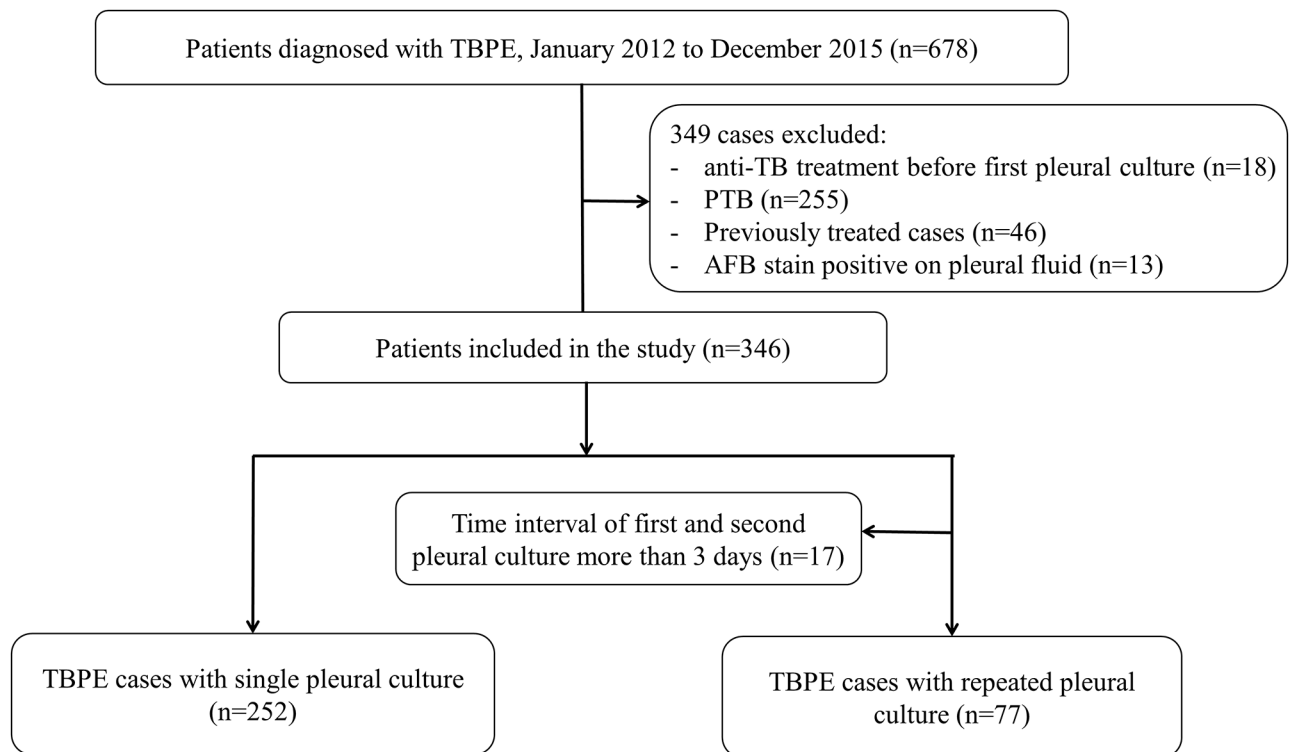 Patients diagnosed with TBPE, January 2012 to December 2015 (n=678)
349 cases excluded:
- anti-TB treatment before first pleural culture (n=18)
- PTB (n=255)
- Previously treated cases (n=46)
- AFB stain positive on pleural fluid (n=13)
Patients included in the study (n=346)
Time interval of first and second
pleural culture more than 3 days (n=17)
TBPE cases with single pleural culture
(n=252)
TBPE cases with repeated pleural
culture (n=77)